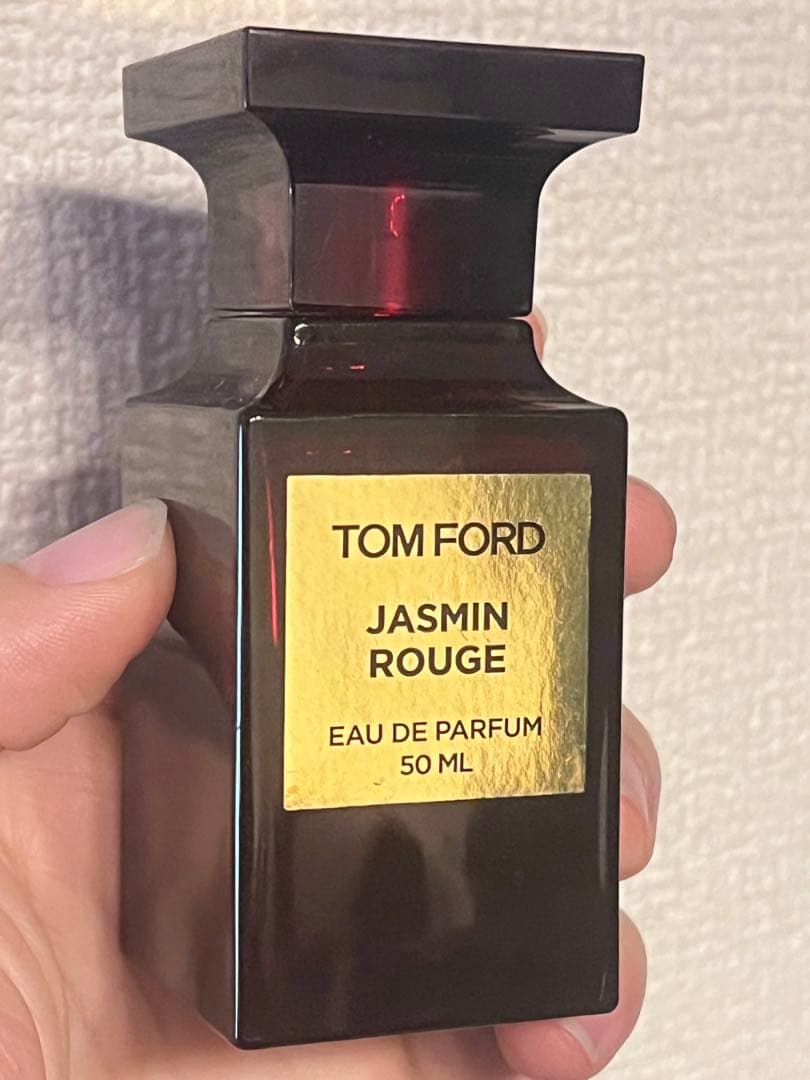 TOM FORD
JASMIN
ROUGE
EAU DE PARFUM
50 ML